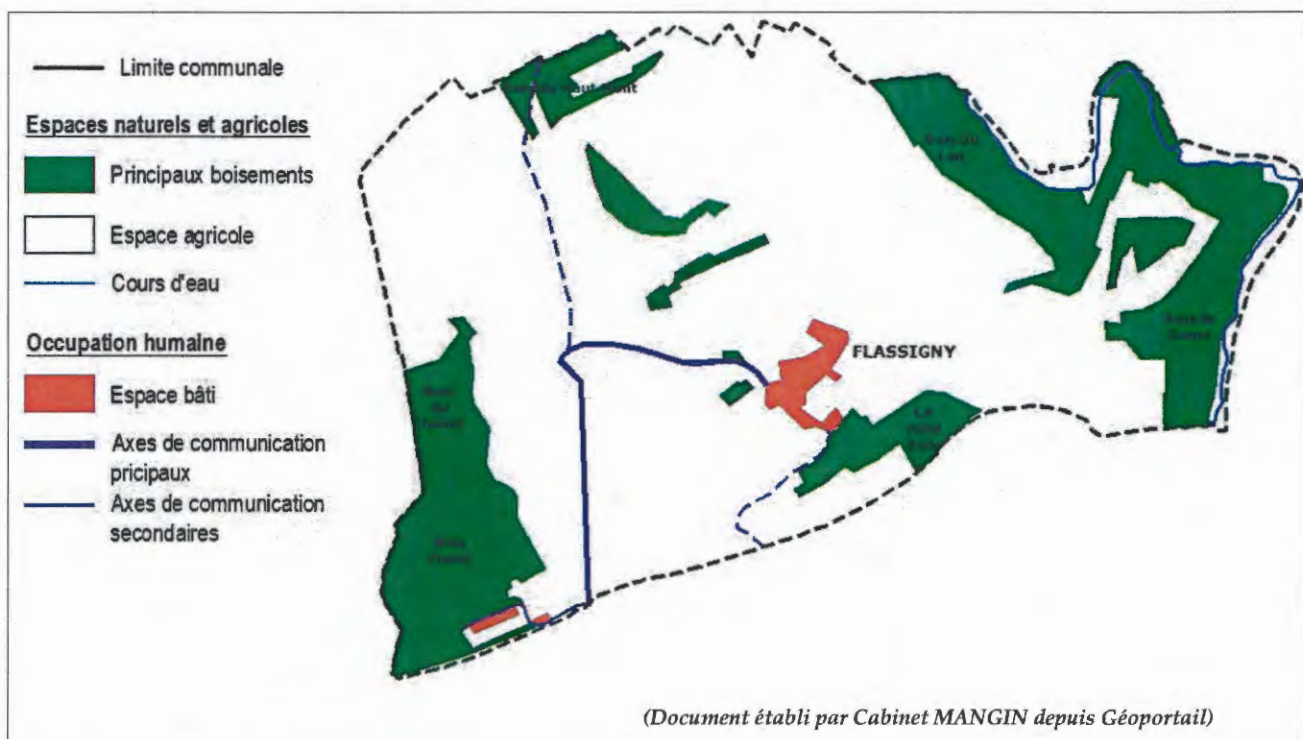 Limite communale
Espaces naturels et agricoles
Principaux boisements
Espace agricole
Cours d'eau
Occupation humaine
Espace bâti
Axes de communication
pricipaux
Axes de communication
secondaires
FLASSIGNY
(Document établi par Cabinet MANGIN depuis Géoportail)